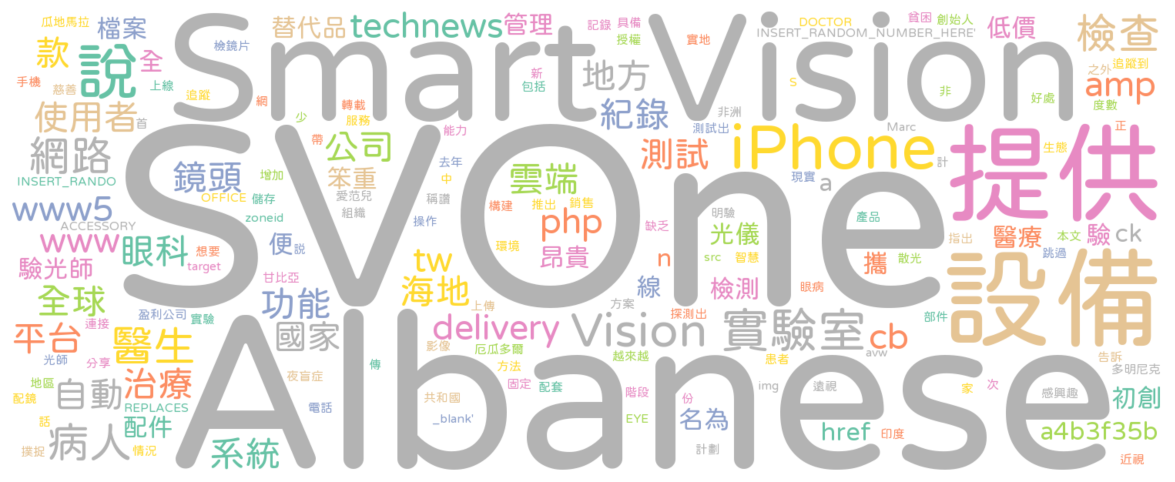 瓜地馬拉 檔案 替代品 technews 管理 記錄 具備 DOCTOR 貧困 創始人 低價 檢查
款 說 全 檢鏡片 Smart Vision 地方 授權 實地 INSERT_RANDOM_NUMBER_HERE' 之外 追蹤到
手機 慈善 上線 追蹤 網 轉載 新 包括 s 非 好處 度數 amp
使用者 首 少 服務 紀錄 非洲 正
網路 帶 公司 能力 測試出 Marc iPhone 計 生態 提供
INSERT_RANDO 鏡頭 增加 笨重 去年 中 雲端 測試 現實 a
www5 OFFICE 儲存 愛范兒 稱讚 構建 推出 銷售 SVOne 明驗 產品
ACCESSORY zoneid 組織 操作 php 缺乏 光儀 指出 醫療 本文 驗 ck
www 眼科 想要 便 説 環境 昂貴 src 智慧 散光 跳過
驗光師 target 甘比亞 tw n 攜 設備
全球 功能 海地 線 檢測 眼病
平台 連接 盈利公司 實驗 上傳 方案 探測出 部件
醫生 國家 delivery Vision 實驗室 cb
光師 分享 傳 影像 厄瓜多爾 越來越 患者 avw 告訴
地區 自動 治療 夜盲症 方法 固定 配套 階段 img 遠視 家 次 多明尼克
配鏡 REPLACES 電話 共和國 份 感興趣 初創
話 配件 _blank' EYE 名為 href 印度 a4b3f35b
撲捉 病人 情況 系統 Albanese 計劃 近視